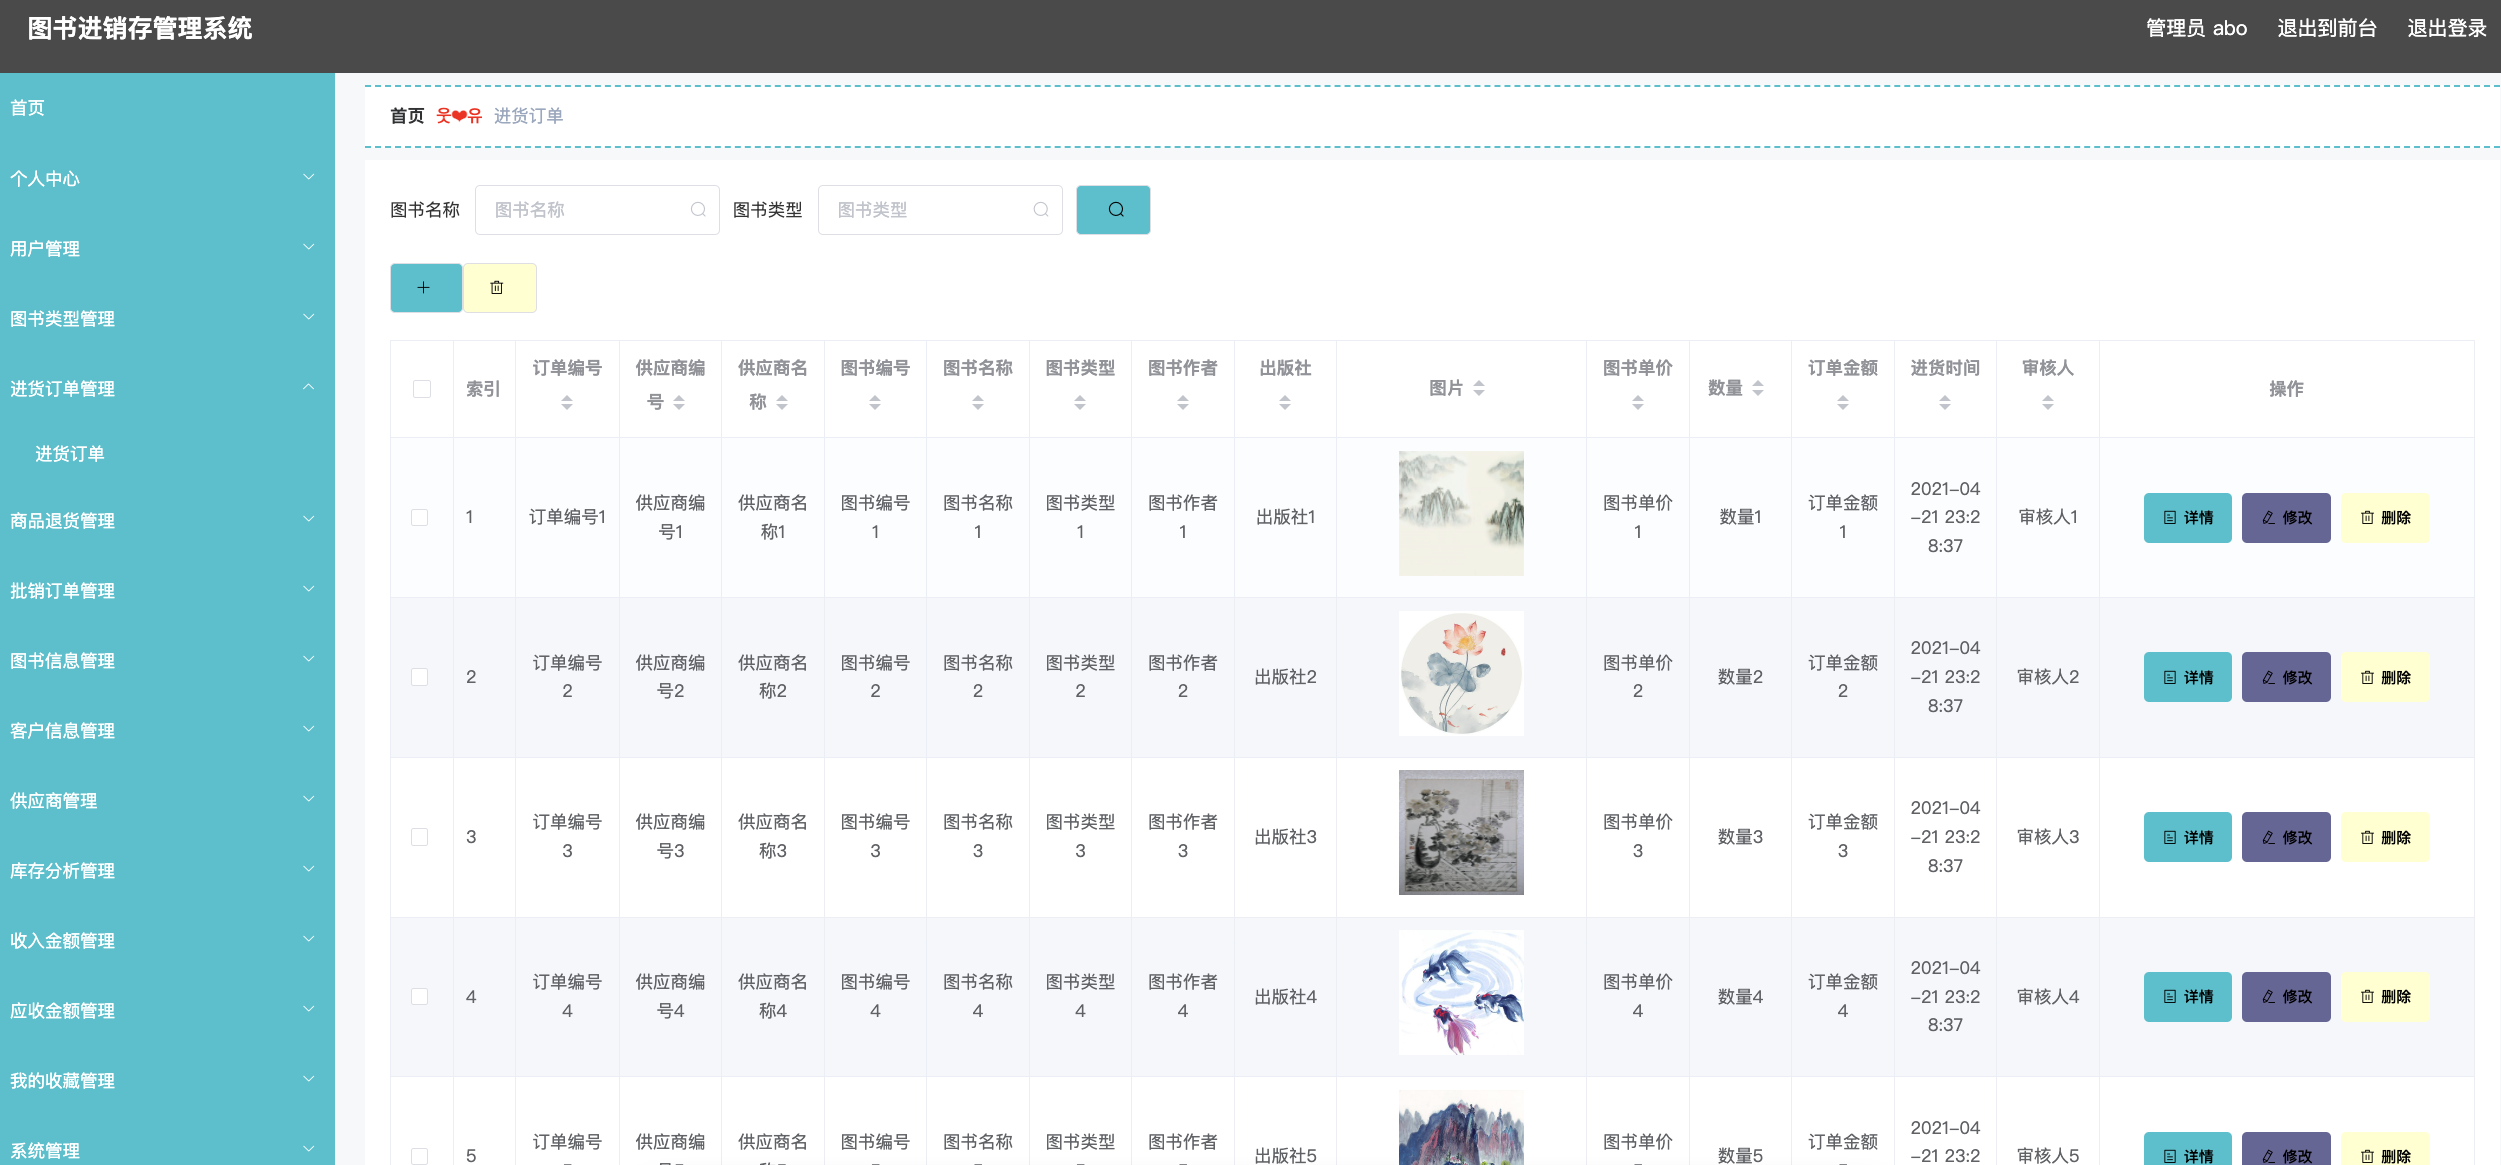 图书进销存管理系统
管理员 abo 退出到前台 退出登录
首页
个人中心
用户管理
图书类型管理
进货订单管理
进货订单
商品退货管理
批销订单管理
图书信息管理
客户信息管理
供应商管理
库存分析管理
收入金额管理
应收金额管理
我的收藏管理
系统管理
首页 웃❤유 进货订单
图书名称 图书名称 图书类型 图书类型
索引 订单编号 供应商编号 供应商名称 图书编号 图书名称 图书类型 图书作者 出版社 图片 图书单价 数量 订单金额 进货时间 审核人 操作
1 订单编号1 供应商编号1 供应商名称1 图书编号1 图书名称1 图书类型1 图书作者1 出版社1 图书单价1 数量1 订单金额1 2021-04-21 23:28:37 审核人1 详情 修改 删除
2 订单编号2 供应商编号2 供应商名称2 图书编号2 图书名称2 图书类型2 图书作者2 出版社2 图书单价2 数量2 订单金额2 2021-04-21 23:28:37 审核人2 详情 修改 删除
3 订单编号3 供应商编号3 供应商名称3 图书编号3 图书名称3 图书类型3 图书作者3 出版社3 图书单价3 数量3 订单金额3 2021-04-21 23:28:37 审核人3 详情 修改 删除
4 订单编号4 供应商编号4 供应商名称4 图书编号4 图书名称4 图书类型4 图书作者4 出版社4 图书单价4 数量4 订单金额4 2021-04-21 23:28:37 审核人4 详情 修改 删除
5 订单编号 供应商编 供应商名 图书编号 图书名称 图书类型 图书作者 出版社5 图书单价 数量5 订单金额 2021-04-21 23:2 审核人5 详情 修改 删除